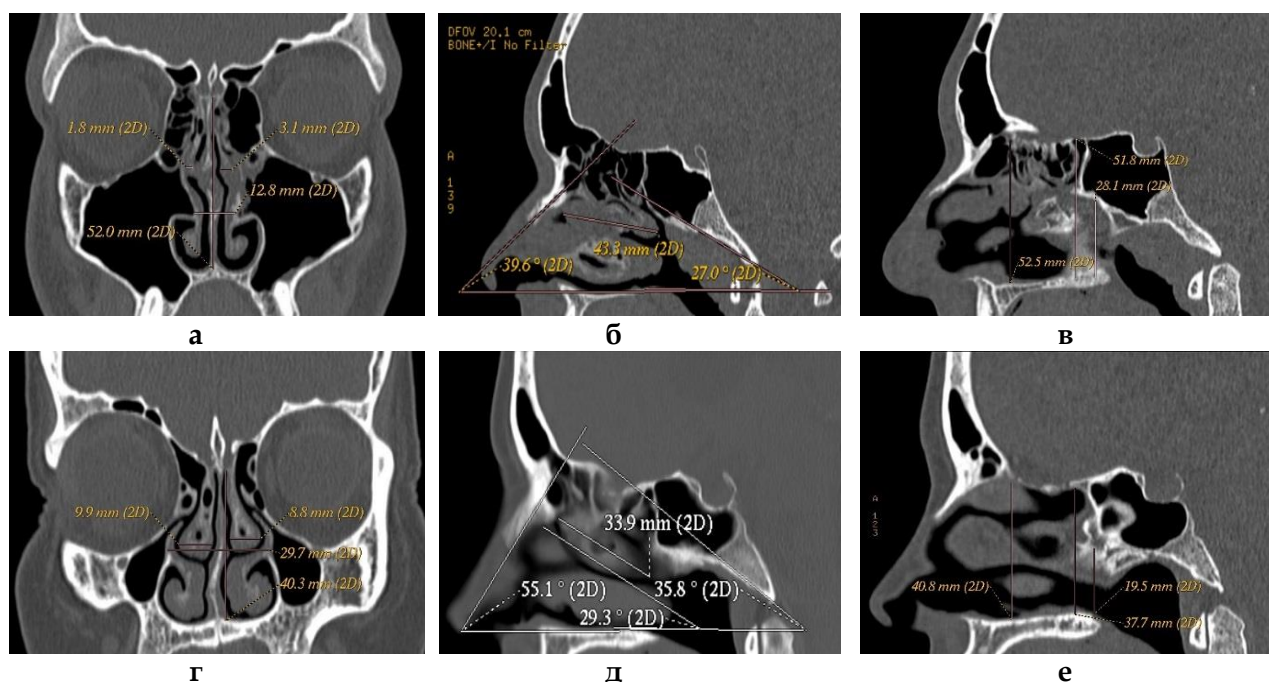 1.8 mm (2D)
3.1 mm (2D)
12.8 mm (2D)
52.0 mm (2D)
а
DFOV 20.1 cm
BONE+/I No Filter
A
1
3
9
43.3 mm (2D)
39.6 ° (2D)
27.0 ° (2D)
б
51.8 mm (2D)
28.1 mm (2D)
52.5 mm (2D)
в
9.9 mm (2D)
8.8 mm (2D)
29.7 mm (2D)
40.3 mm (2D)
г
33.9 mm (2D)
55.1 ° (2D)
35.8 ° (2D)
29.3 ° (2D)
д
A
1
2
3
40.8 mm (2D)
19.5 mm (2D)
37.7 mm (2D)
е